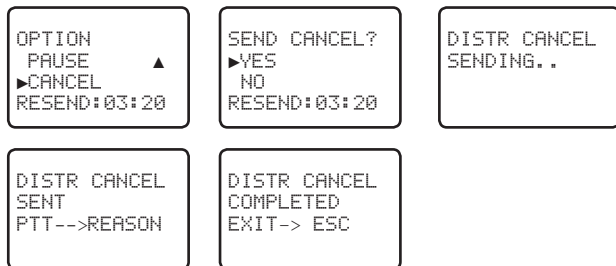 OPTION
PAUSE ▲
►CANCEL
RESEND:03:20
SEND CANCEL?
►YES
NO
RESEND:03:20
DISTR CANCEL
SENDING..
DISTR CANCEL
SENT
PTT-->REASON
DISTR CANCEL
COMPLETED
EXIT-> ESC